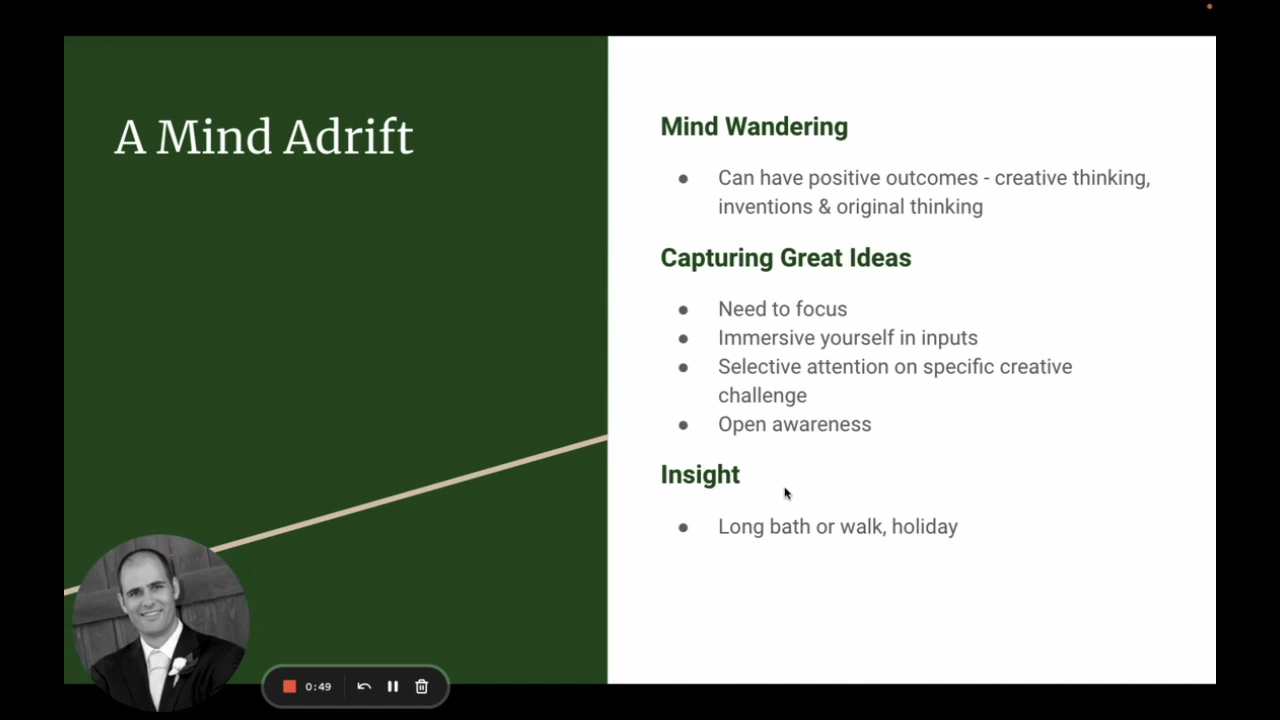 A Mind Adrift
Mind Wandering
● Can have positive outcomes - creative thinking,
inventions & original thinking
Capturing Great Ideas
● Need to focus
● Immersive yourself in inputs
● Selective attention on specific creative
challenge
● Open awareness
Insight
● Long bath or walk, holiday
0:49